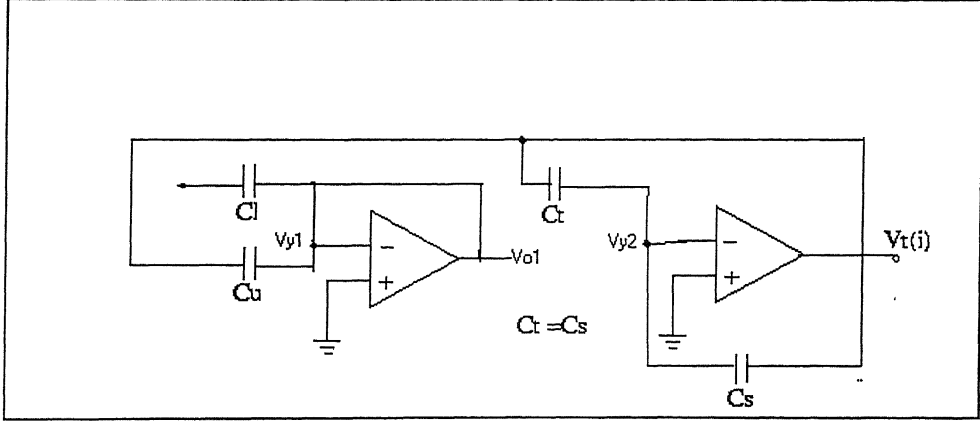 Cl
Ct
Vy1
Vy2
Vt(i)
Vo1
Cu
Ct =Cs
Cs